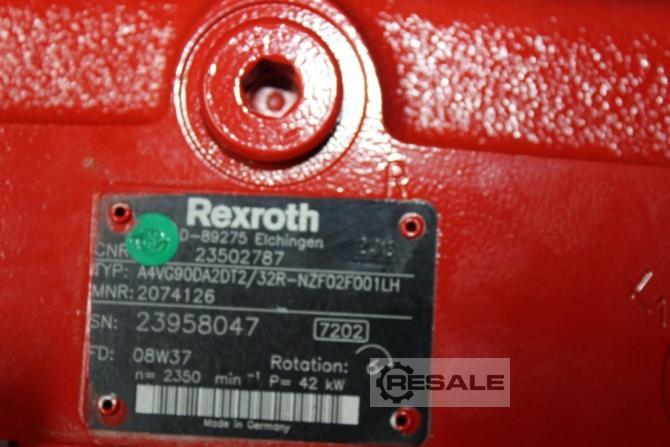 R
Rexroth
D-89275 Elchingen
CNR: 23502787
TYP: A4VG90DA2DT2/32R-NZF02F001LH
MNR: 2074126
SN: 23958047 7202
FD: 08W37 Rotation:
n= 2350 min⁻¹ P= 42 kW
Made in Germany
RESALE